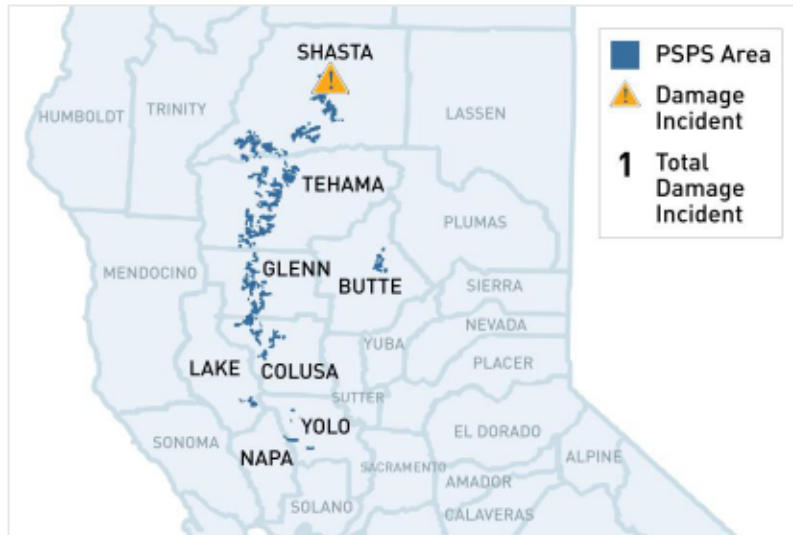 SHASTA
HUMBOLDT
TRINITY
LASSEN
TEHAMA
PLUMAS
MENDOCINO
GLENN
BUTTE
SIERRA
NEVADA
YUBA
PLACER
LAKE
COLUSA
SUTTER
YOLO
EL DORADO
SONOMA
NAPA
SACRAMENTO
ALPINE
AMADOR
SOLANO
CALAVERAS
PSPS Area
Damage
Incident
1 Total
Damage
Incident